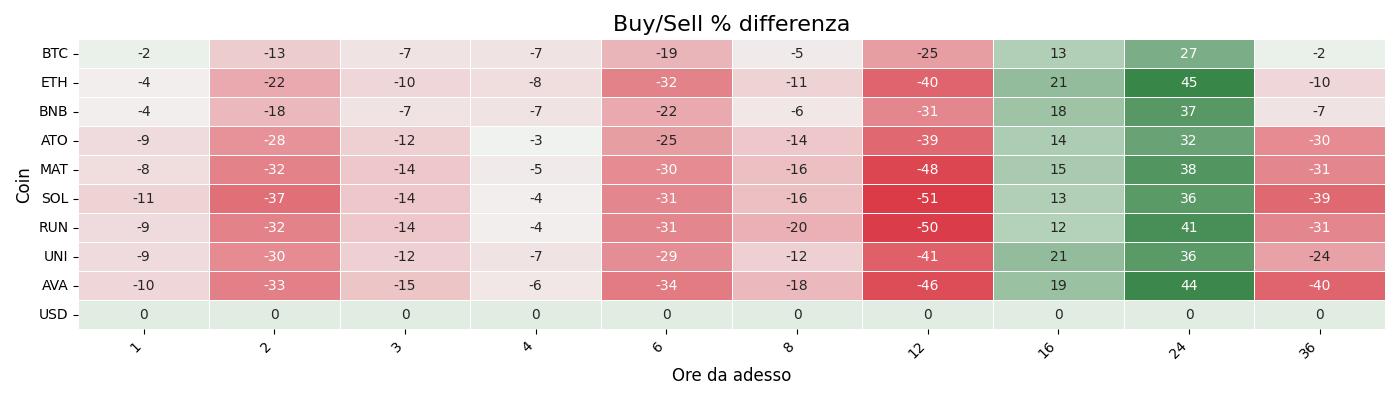 Buy/Sell % differenza
Coin
BTC -2 -13 -7 -7 -19 -5 -25 13 27 -2
ETH -4 -22 -10 -8 -32 -11 -40 21 45 -10
BNB -4 -18 -7 -7 -22 -6 -31 18 37 -7
ATO -9 -28 -12 -3 -25 -14 -39 14 32 -30
MAT -8 -32 -14 -5 -30 -16 -48 15 38 -31
SOL -11 -37 -14 -4 -31 -16 -51 13 36 -39
RUN -9 -32 -14 -4 -31 -20 -50 12 41 -31
UNI -9 -30 -12 -7 -29 -12 -41 21 36 -24
AVA -10 -33 -15 -6 -34 -18 -46 19 44 -40
USD 0 0 0 0 0 0 0 0 0 0
1 2 3 4 6 8 12 16 24 36
Ore da adesso